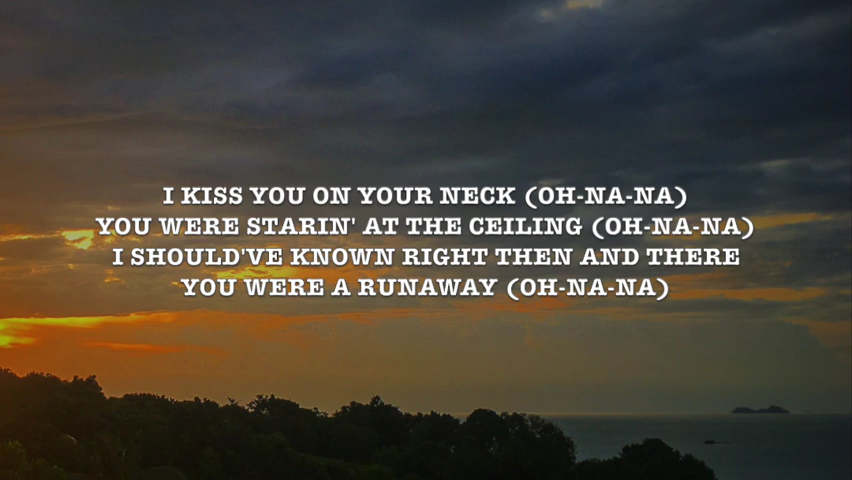 I KISS YOU ON YOUR NECK (OH-NA-NA)
YOU WERE STARIN' AT THE CEILING (OH-NA-NA)
I SHOULD'VE KNOWN RIGHT THEN AND THERE
YOU WERE A RUNAWAY (OH-NA-NA)